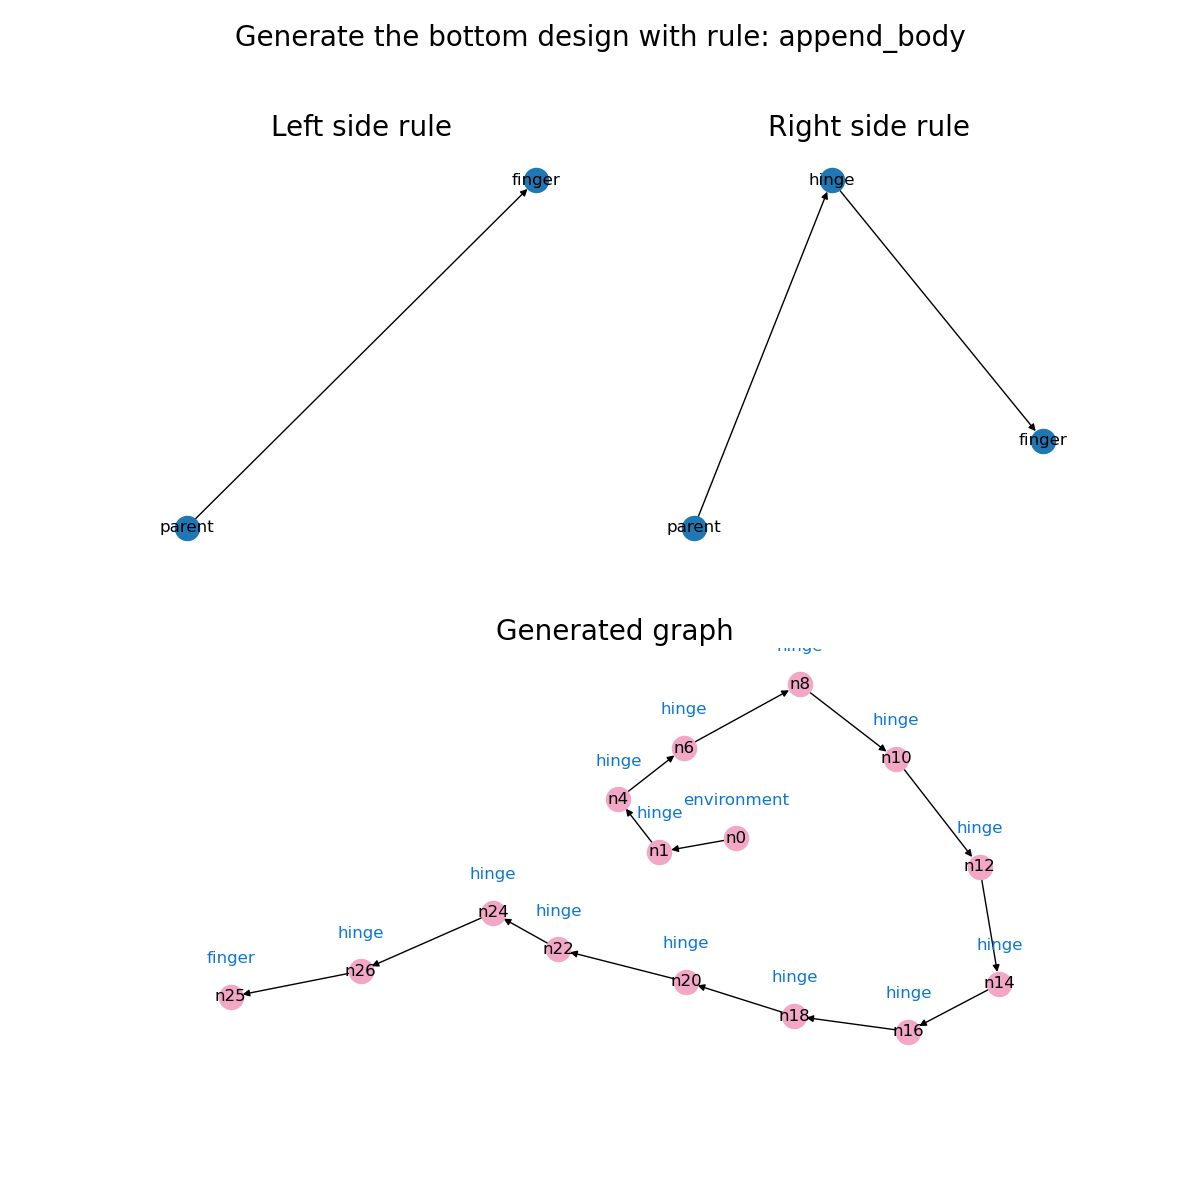 Generate the bottom design with rule: append_body
Left side rule
Right side rule
finger
hinge
finger
parent
parent
Generated graph
hinge
n8
hinge
hinge
n6
n10
hinge
n4
environment
hinge
n0
n1
hinge
n12
hinge
n24
hinge
n22
hinge
n26
hinge
n20
hinge
n14
finger
n25
hinge
n18
hinge
n16